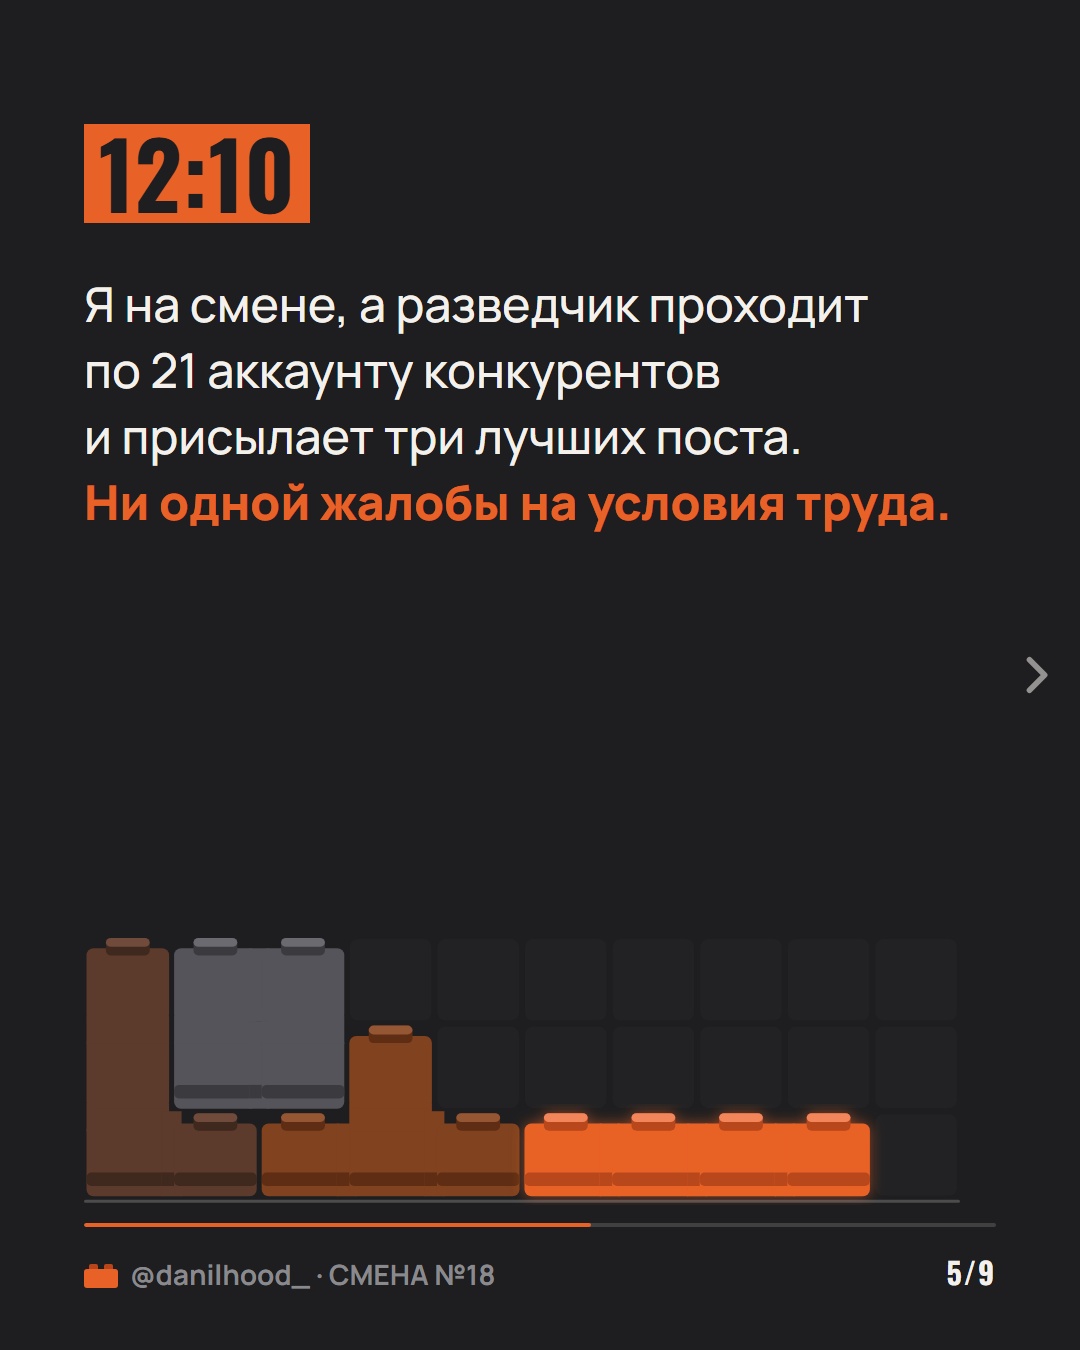 12:10
Я на смене, а разведчик проходит
по 21 аккаунту конкурентов
и присылает три лучших поста.
Ни одной жалобы на условия труда.
@danilhood_ · СМЕНА №18
5/9